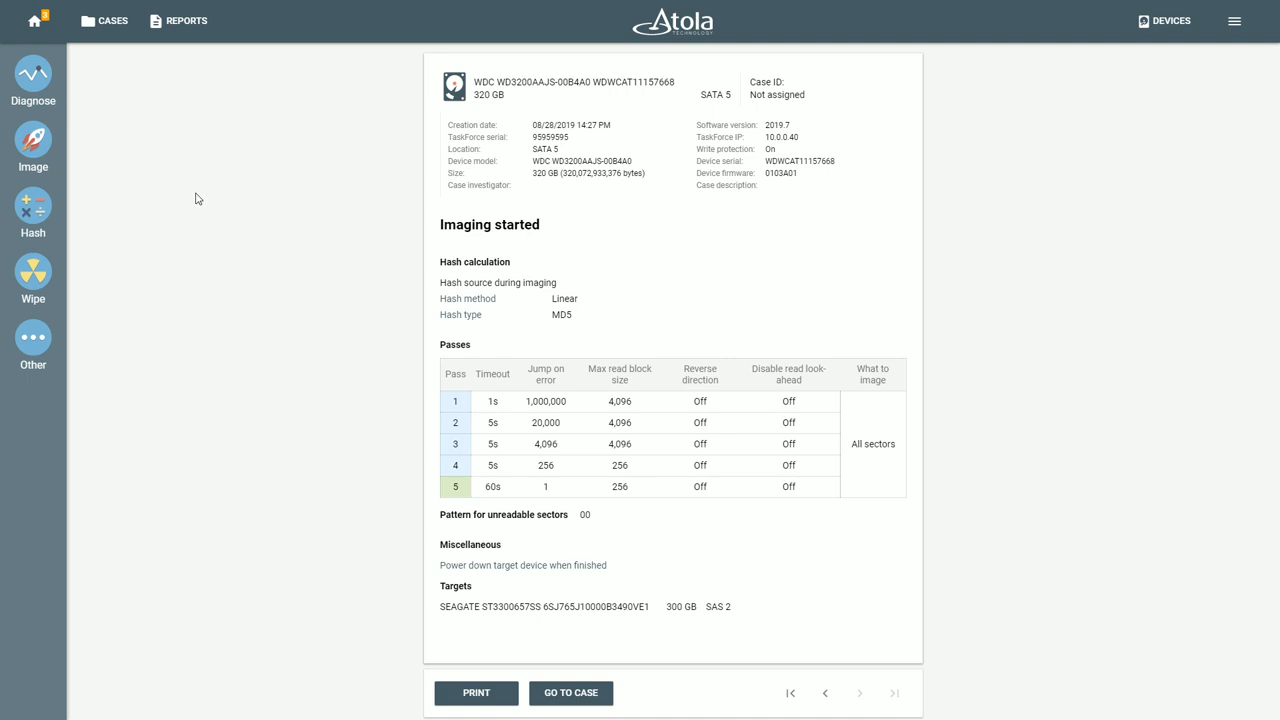 3
CASES
REPORTS
Atola
TECHNOLOGY
DEVICES
Diagnose
Image
Hash
Wipe
Other
WDC WD3200AAJS-00B4A0 WDWCAT11157668
320 GB SATA 5
Case ID:
Not assigned
Creation date: 08/28/2019 14:27 PM
TaskForce serial: 95959595
Location: SATA 5
Device model: WDC WD3200AAJS-00B4A0
Size: 320 GB (320,072,933,376 bytes)
Case investigator:
Software version: 2019.7
TaskForce IP: 10.0.0.40
Write protection: On
Device serial: WDWCAT11157668
Device firmware: 0103A01
Case description:
Imaging started
Hash calculation
Hash source during imaging
Hash method Linear
Hash type MD5
Passes
Pass Timeout Jump on error Max read block size Reverse direction Disable read look-ahead What to image
1 1s 1,000,000 4,096 Off Off
2 5s 20,000 4,096 Off Off
3 5s 4,096 4,096 Off Off All sectors
4 5s 256 256 Off Off
5 60s 1 256 Off Off
Pattern for unreadable sectors 00
Miscellaneous
Power down target device when finished
Targets
SEAGATE ST3300657SS 6SJ765J10000B3490VE1 300 GB SAS 2
PRINT
GO TO CASE